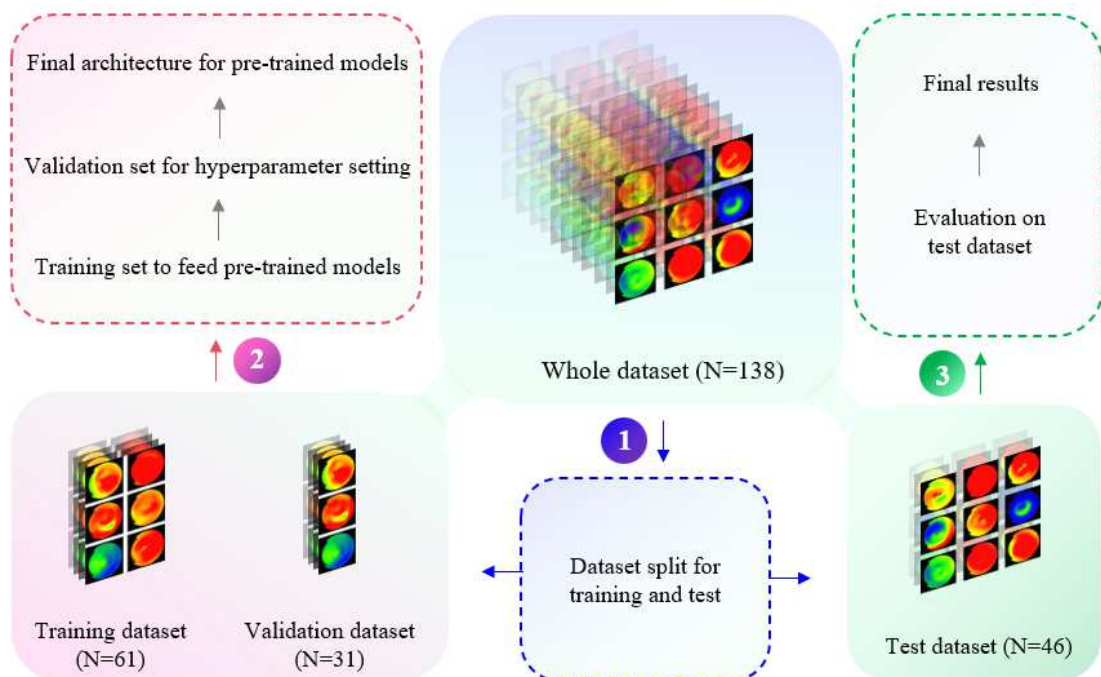 Final architecture for pre-trained models
Validation set for hyperparameter setting
Training set to feed pre-trained models
2
Training dataset
(N=61)
Validation dataset
(N=31)
Whole dataset (N=138)
1
Dataset split for
training and test
Final results
Evaluation on
test dataset
3
Test dataset (N=46)